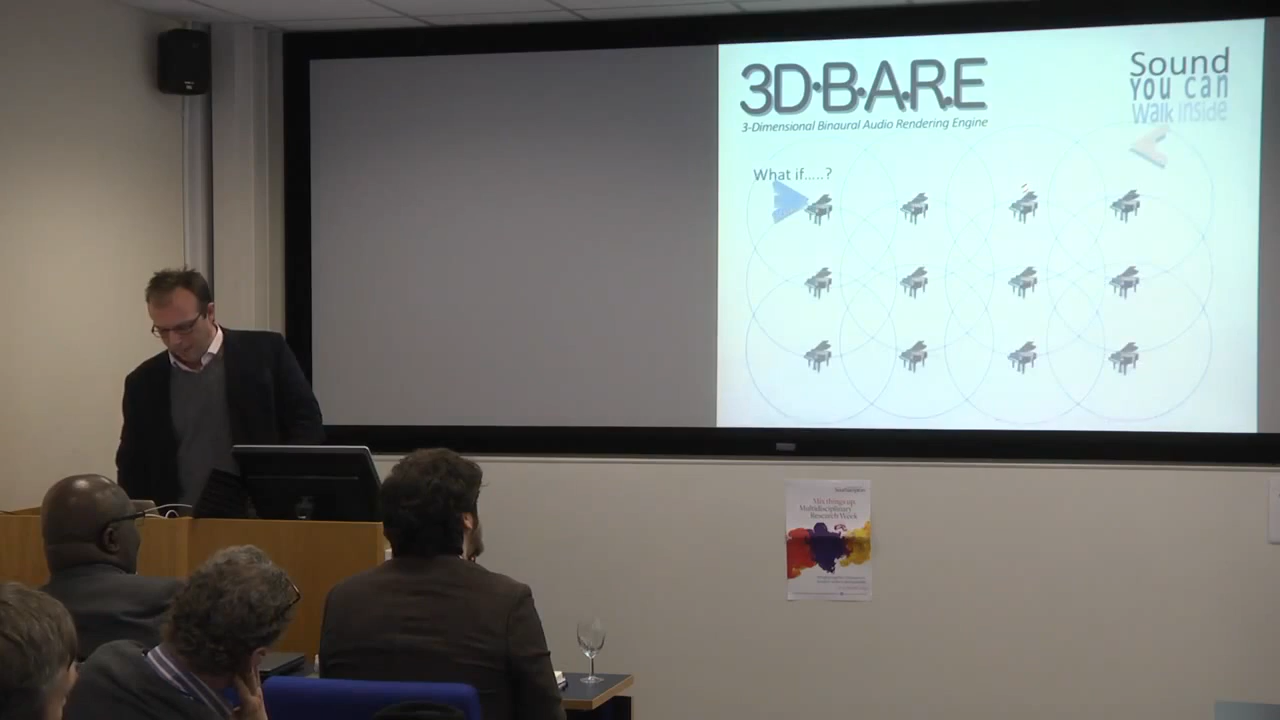 3D·B·A·R·E
3-Dimensional Binaural Audio Rendering Engine
Sound
you can
Walk Inside
What if.....?
Southampton
Mix things up,
Multidisciplinary
Research Week